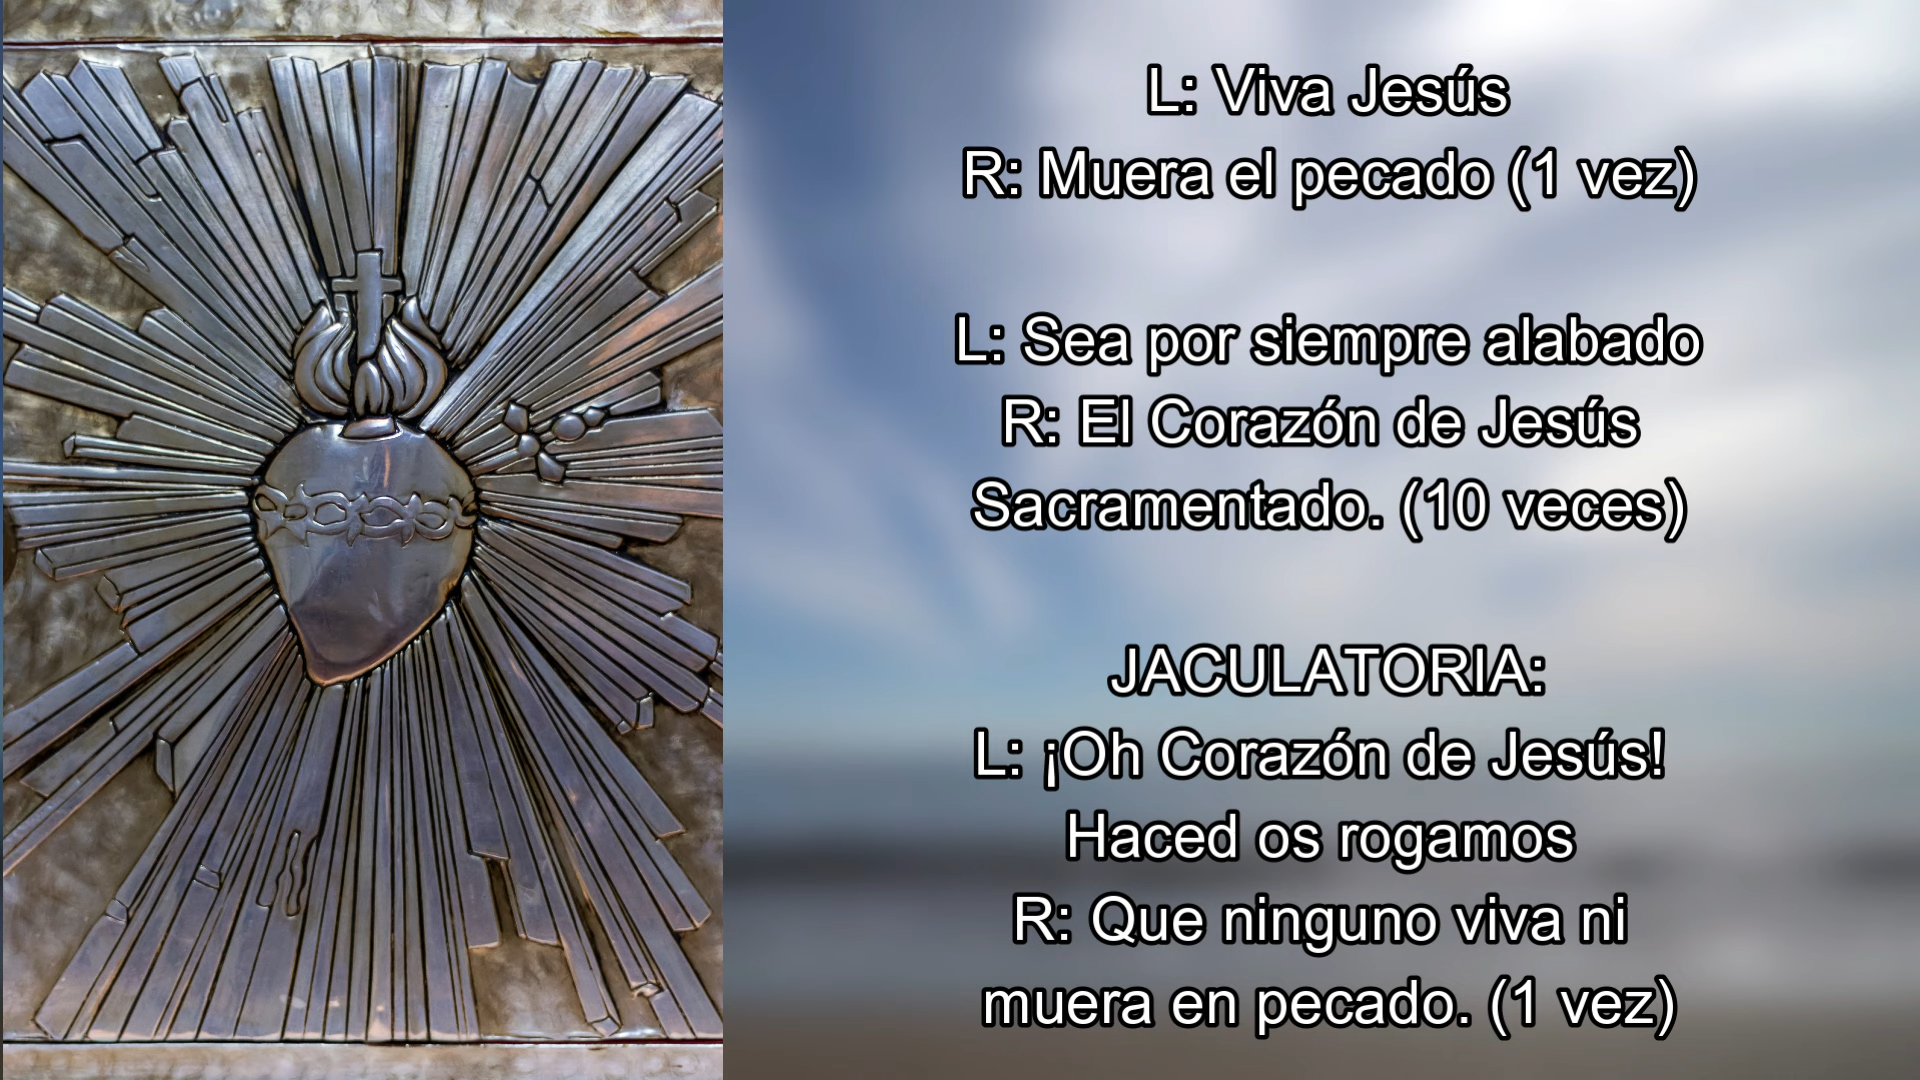 L: Viva Jesús
R: Muera el pecado (1 vez)
L: Sea por siempre alabado
R: El Corazón de Jesús
Sacramentado. (10 veces)
JACULATORIA:
L: ¡Oh Corazón de Jesús!
Haced os rogamos
R: Que ninguno viva ni
muera en pecado. (1 vez)